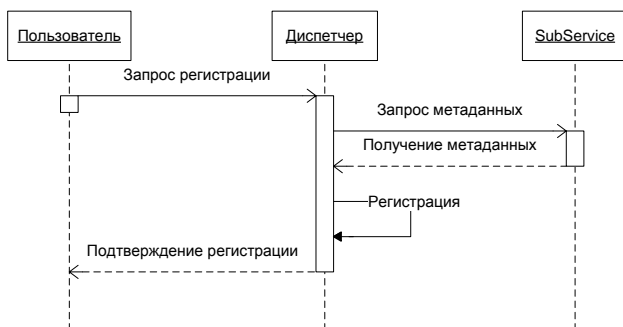 Пользователь
Диспетчер
SubService
Запрос регистрации
Запрос метаданных
Получение метаданных
Регистрация
Подтверждение регистрации